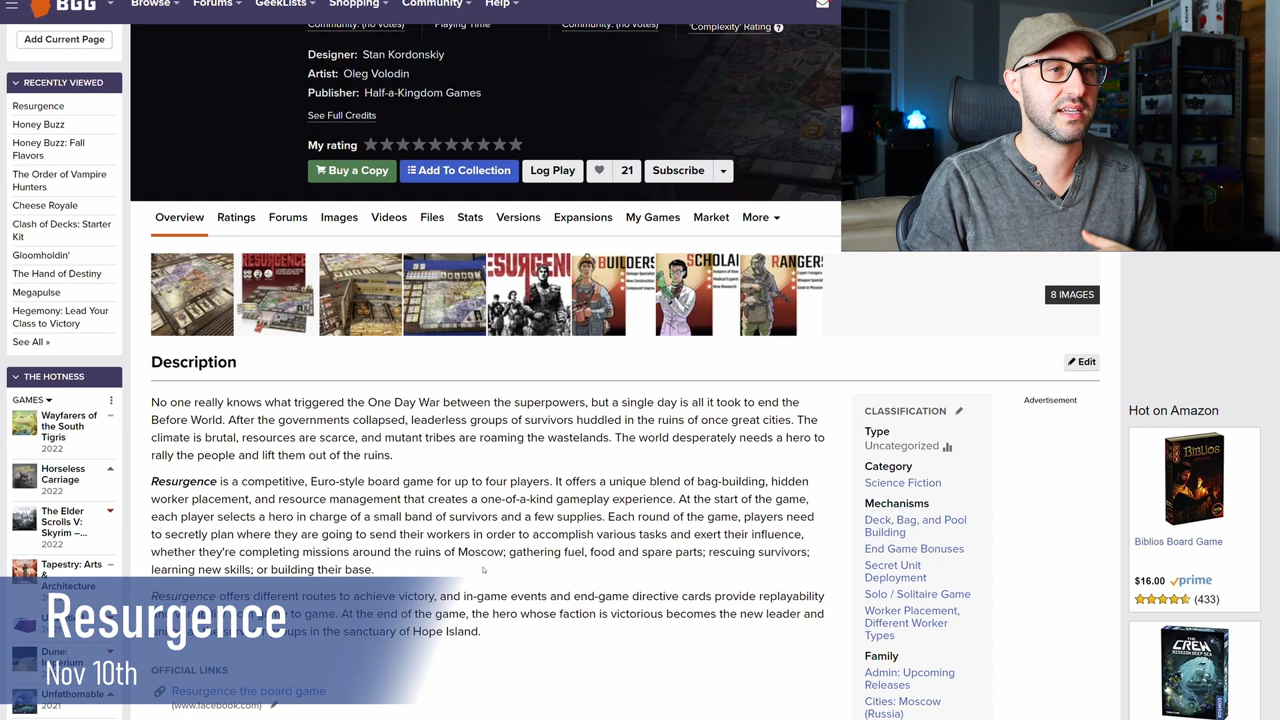 BGG
Browse
Forums
GeekLists
Shopping
Community
Help
Add Current Page
RECENTLY VIEWED
Resurgence
Honey Buzz
Honey Buzz: Fall
Flavors
The Order of Vampire
Hunters
Cheese Royale
Clash of Decks: Starter
Kit
Gloomholdin'
The Hand of Destiny
Megapulse
Hegemony: Lead Your
Class to Victory
See All »
THE HOTNESS
GAMES
Wayfarers of
the South
Tigris
2022
Horseless
Carriage
2022
The Elder
Scrolls V:
Skyrim –...
2022
Tapestry: Arts
&
Architecture
Dune:
Imperium
Unfathomable
2021
Community: (no votes)
Playing Time
Community: (no votes)
'Complexity' Rating
Designer: Stan Kordonskiy
Artist: Oleg Volodin
Publisher: Half-a-Kingdom Games
See Full Credits
My rating
Buy a Copy
Add To Collection
Log Play
21
Subscribe
Overview
Ratings
Forums
Images
Videos
Files
Stats
Versions
Expansions
My Games
Market
More
RESURGENCE
ESURGEN
BUILDERS
SCHOLA
RANGERS
8 IMAGES
Description
Edit
No one really knows what triggered the One Day War between the superpowers, but a single day is all it took to end the
Before World. After the governments collapsed, leaderless groups of survivors huddled in the ruins of once great cities. The
climate is brutal, resources are scarce, and mutant tribes are roaming the wastelands. The world desperately needs a hero to
rally the people and lift them out of the ruins.
Resurgence is a competitive, Euro-style board game for up to four players. It offers a unique blend of bag-building, hidden
worker placement, and resource management that creates a one-of-a-kind gameplay experience. At the start of the game,
each player selects a hero in charge of a small band of survivors and a few supplies. Each round of the game, players need
to secretly plan where they are going to send their workers in order to accomplish various tasks and exert their influence,
whether they're completing missions around the ruins of Moscow; gathering fuel, food and spare parts; rescuing survivors;
learning new skills; or building their base.
Resurgence offers different routes to achieve victory, and in-game events and end-game directive cards provide replayability
to game. At the end of the game, the hero whose faction is victorious becomes the new leader and
in the sanctuary of Hope Island.
OFFICIAL LINKS
Resurgence the board game
(www.facebook.com)
CLASSIFICATION
Type
Uncategorized
Category
Science Fiction
Mechanisms
Deck, Bag, and Pool
Building
End Game Bonuses
Secret Unit
Deployment
Solo / Solitaire Game
Worker Placement,
Different Worker
Types
Family
Admin: Upcoming
Releases
Cities: Moscow
(Russia)
Advertisement
Hot on Amazon
BIBLIOS
Biblios Board Game
$16.00 prime
(433)
THE CREW
MISSION DEEP SEA
KOSMOS
Resurgence
Nov 10th